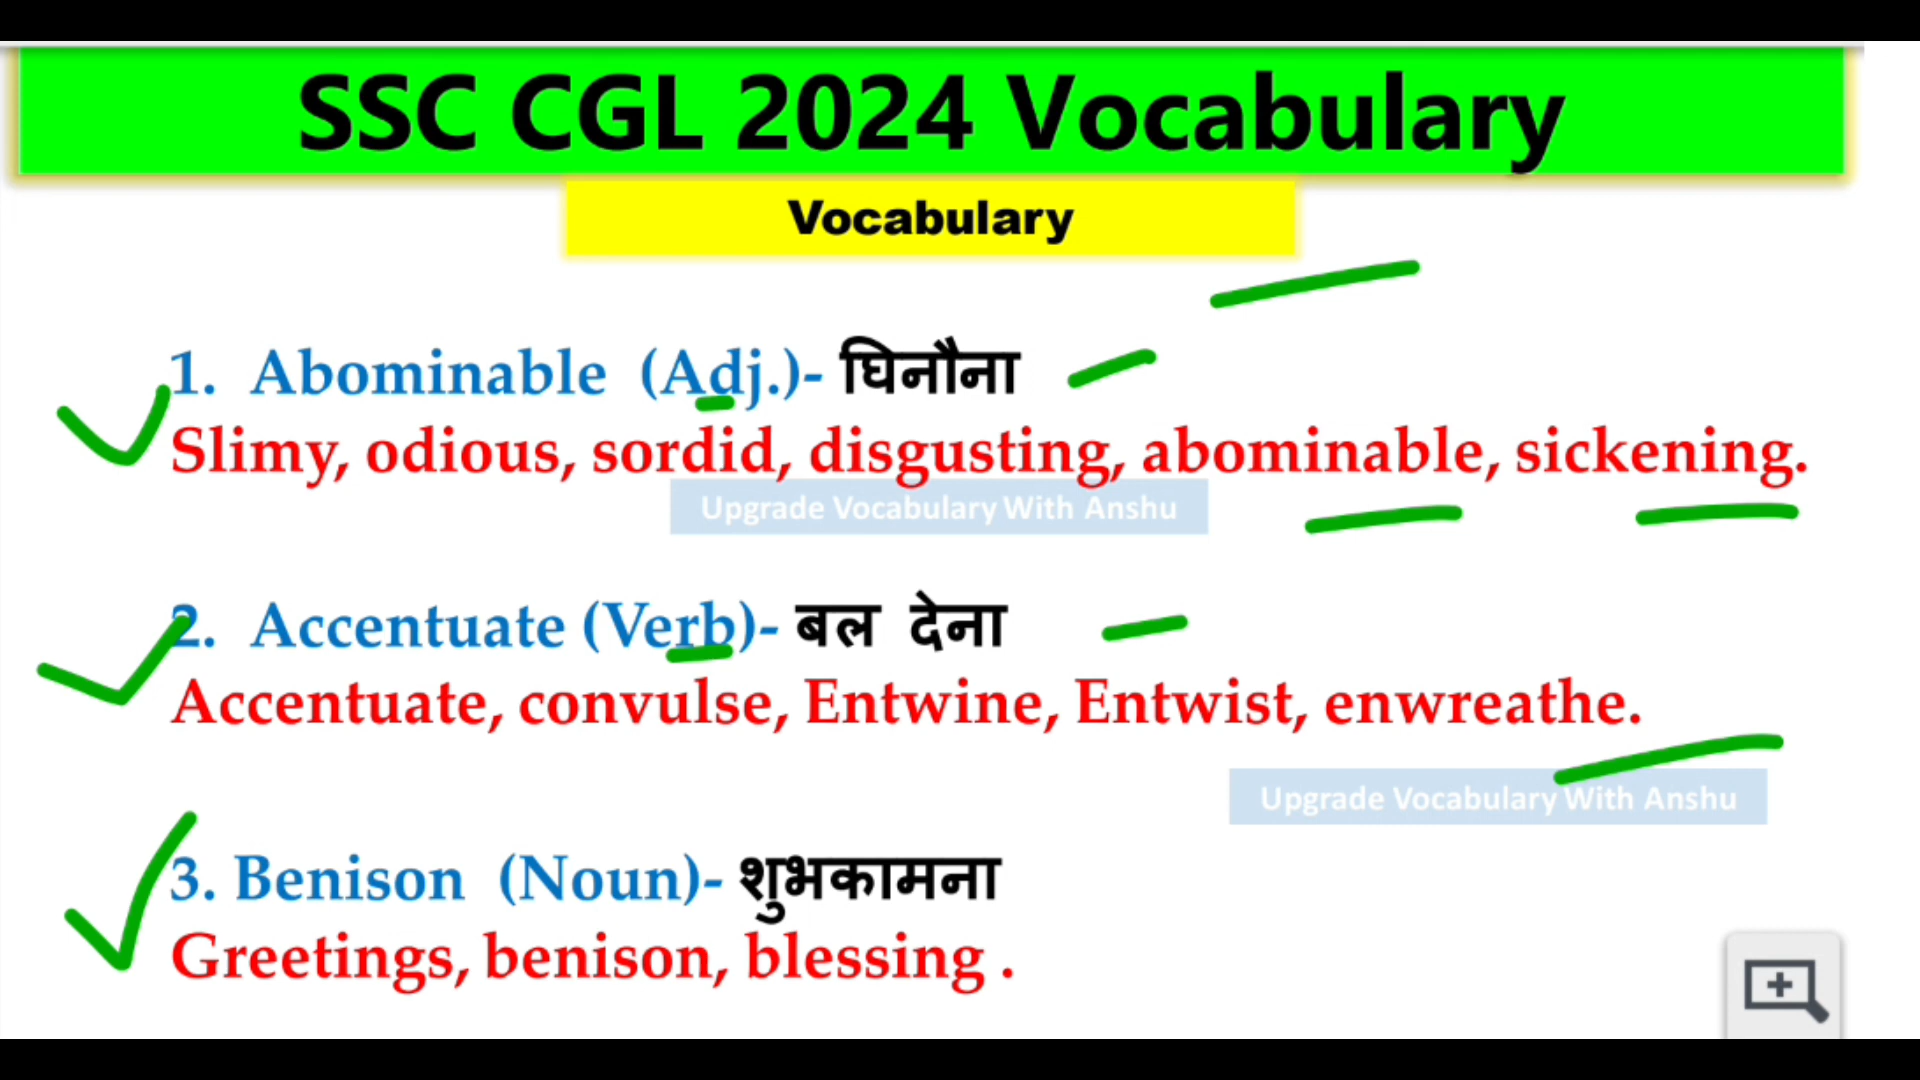 SSC CGL 2024 Vocabulary
Vocabulary
1. Abominable (Adj.)- घिनौना
Slimy, odious, sordid, disgusting, abominable, sickening.
Upgrade Vocabulary With Anshu
2. Accentuate (Verb)- बल देना
Accentuate, convulse, Entwine, Entwist, enwreathe.
Upgrade Vocabulary With Anshu
3. Benison (Noun)- शुभकामना
Greetings, benison, blessing .